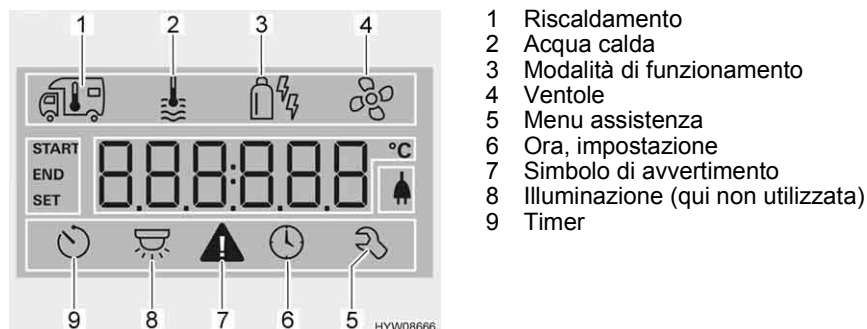 1 2 3 4
START
END
SET
888:888
°C
9 8 7 6 5
HYW08666
1 Riscaldamento
2 Acqua calda
3 Modalità di funzionamento
4 Ventole
5 Menu assistenza
6 Ora, impostazione
7 Simbolo di avvertimento
8 Illuminazione (qui non utilizzata)
9 Timer